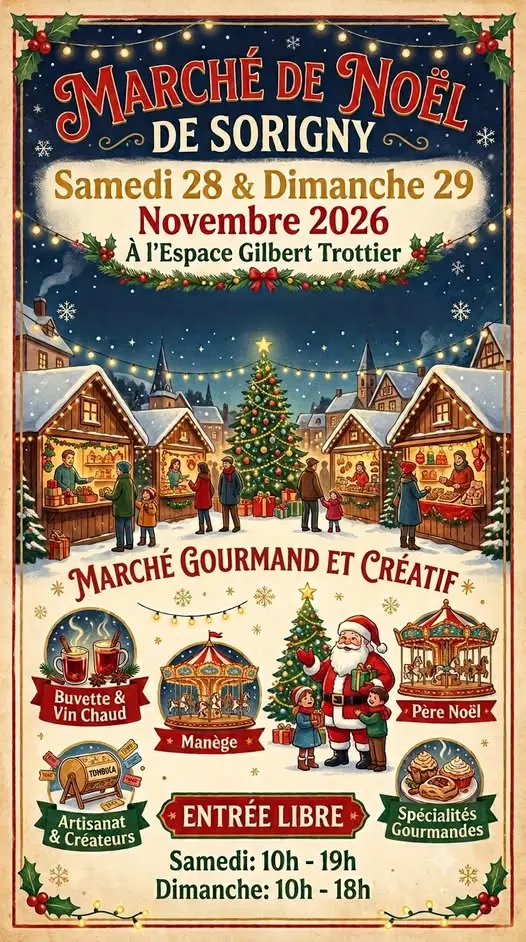 MARCHÉ DE NOËL
DE SORIGNY
Samedi 28 & Dimanche 29
Novembre 2026
À l'Espace Gilbert Trottier
MARCHÉ GOURMAND ET CRÉATIF
Buvette &
Vin Chaud
Manège
Père Noël
TOMBUCA
Artisanat
& Créateurs
Spécialités
Gourmandes
ENTRÉE LIBRE
Samedi: 10h - 19h
Dimanche: 10h - 18h